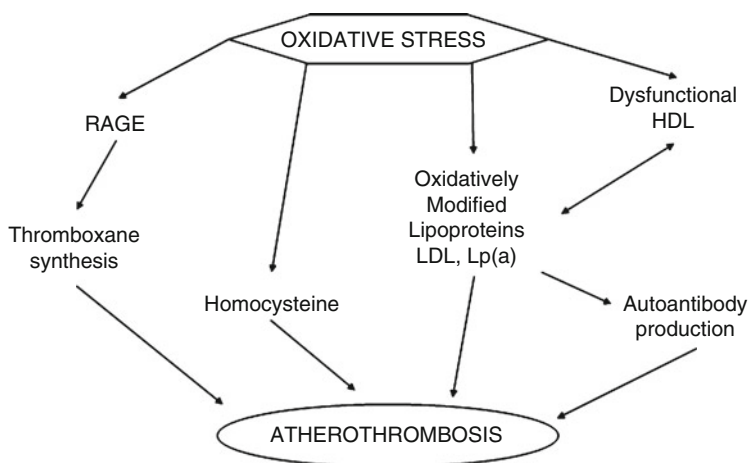 OXIDATIVE STRESS
RAGE
Dysfunctional
HDL
Oxidatively
Modified
Lipoproteins
LDL, Lp(a)
Thromboxane
synthesis
Homocysteine
Autoantibody
production
ATHEROTHROMBOSIS